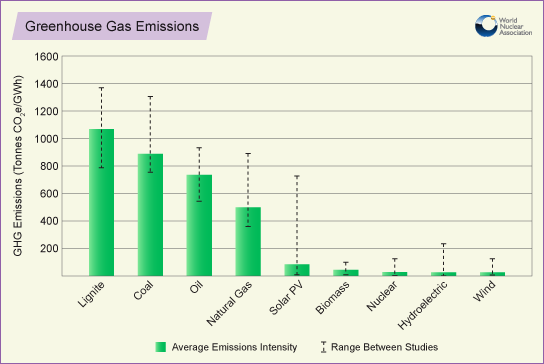 Greenhouse Gas Emissions
World
Nuclear
Association
GHG Emissions (Tonnes CO₂e/GWh)
1600
1400
1200
1000
800
600
400
200
Lignite
Coal
Oil
Natural Gas
Solar PV
Biomass
Nuclear
Hydroelectric
Wind
Average Emissions Intensity
Range Between Studies